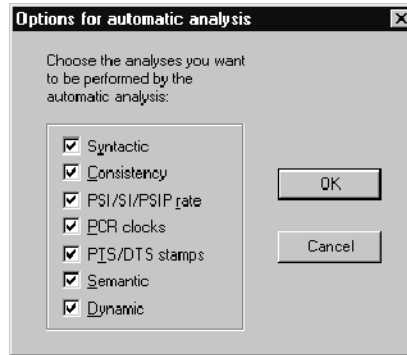 Options for automatic analysis
Choose the analyses you want
to be performed by the
automatic analysis:
Syntactic
Consistency
PSI/SI/PSIP rate
PCR clocks
PTS/DTS stamps
Semantic
Dynamic
OK
Cancel